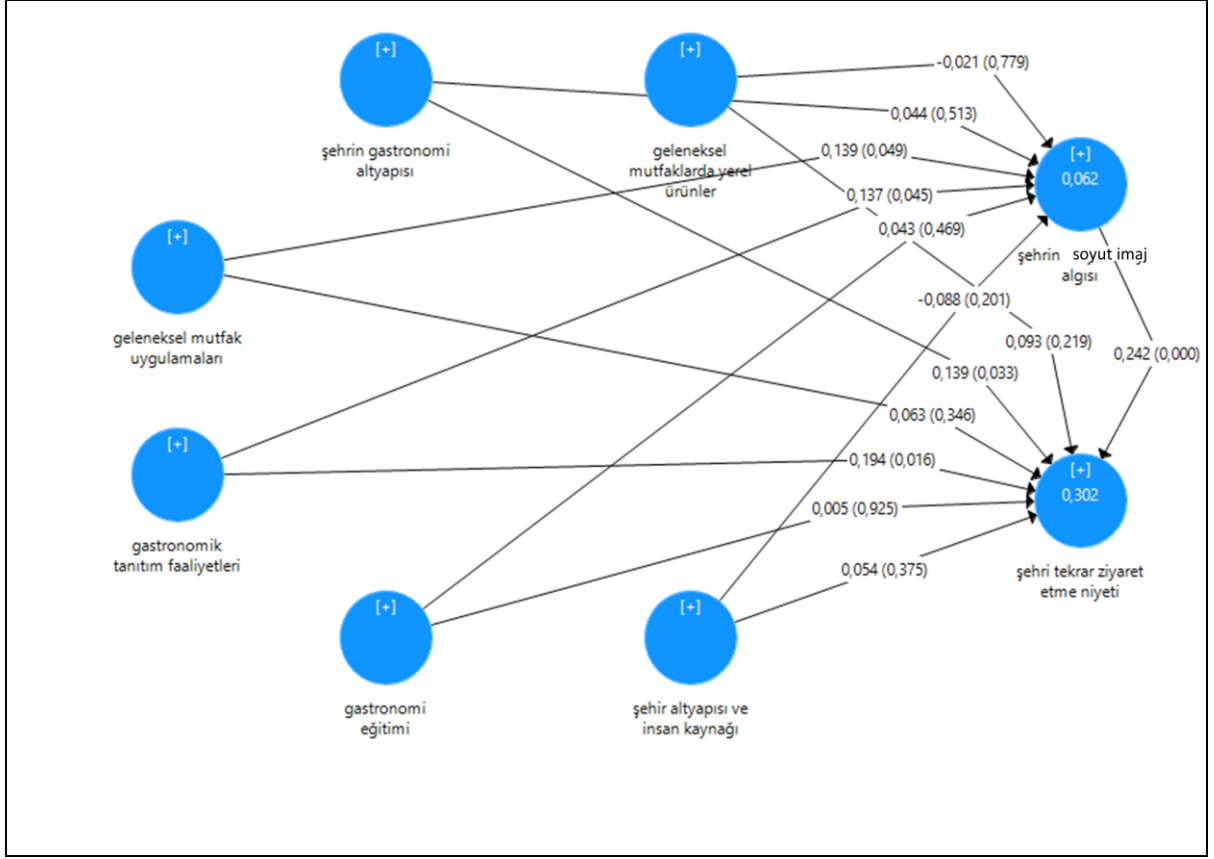 [+]
şehrin gastronomi
altyapısı
[+]
geleneksel
mutfaklarda yerel
ürünler
-0,021 (0,779)
0,044 (0,513)
0,139 (0,049)
0,137 (0,045)
0,043 (0,469)
[+]
0,062
şehrin soyut imaj
algısı
[+]
geleneksel mutfak
uygulamaları
-0,088 (0,201)
0,093 (0,219)
0,242 (0,000)
0,139 (0,033)
0,063 (0,346)
[+]
gastronomik
tanıtım faaliyetleri
0,194 (0,016)
0,005 (0,925)
0,054 (0,375)
[+]
0,302
şehri tekrar ziyaret
etme niyeti
[+]
gastronomi
eğitimi
[+]
şehir altyapısı ve
insan kaynağı